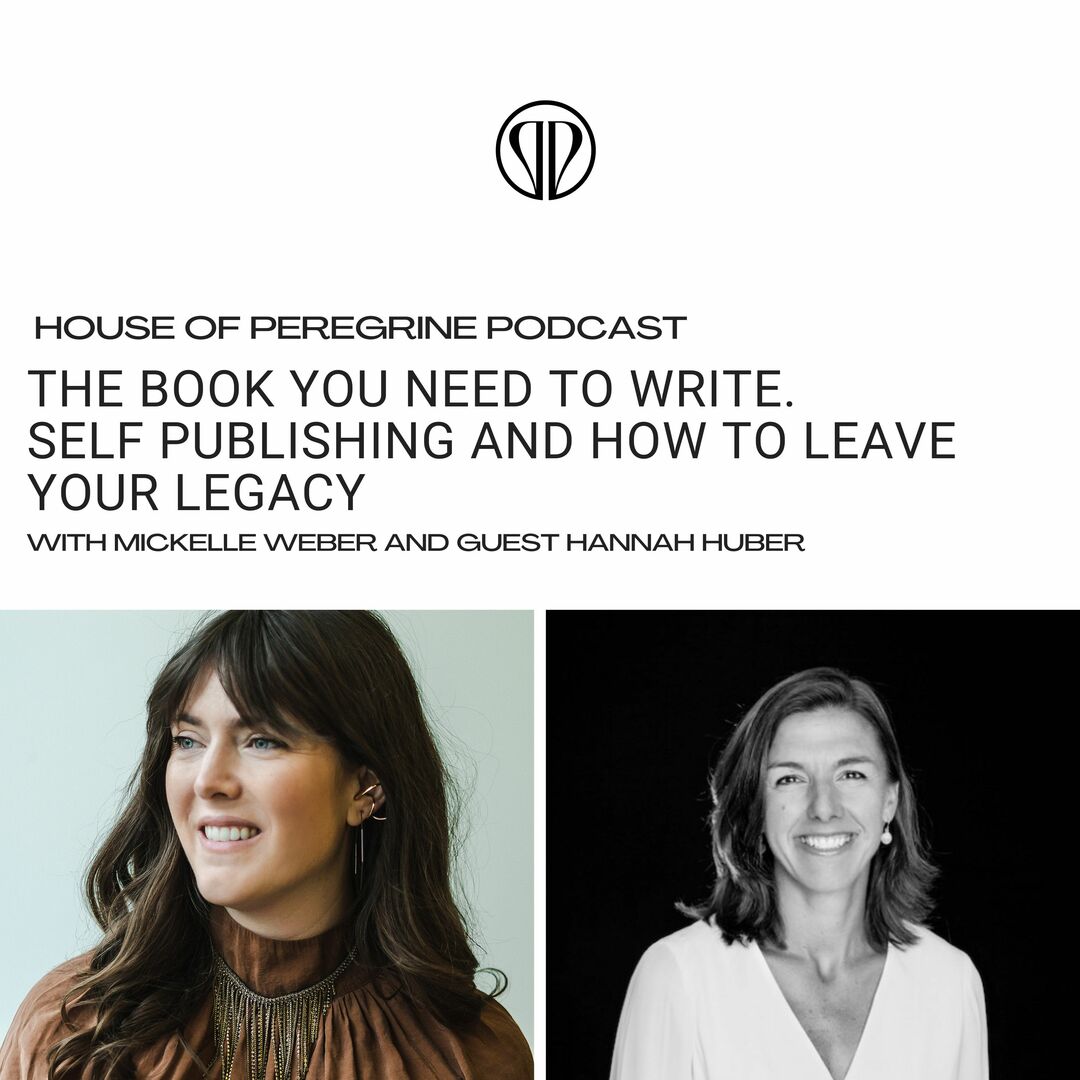 HOUSE OF PEREGRINE PODCAST
THE BOOK YOU NEED TO WRITE.
SELF PUBLISHING AND HOW TO LEAVE
YOUR LEGACY
WITH MICKELLE WEBER AND GUEST HANNAH HUBER